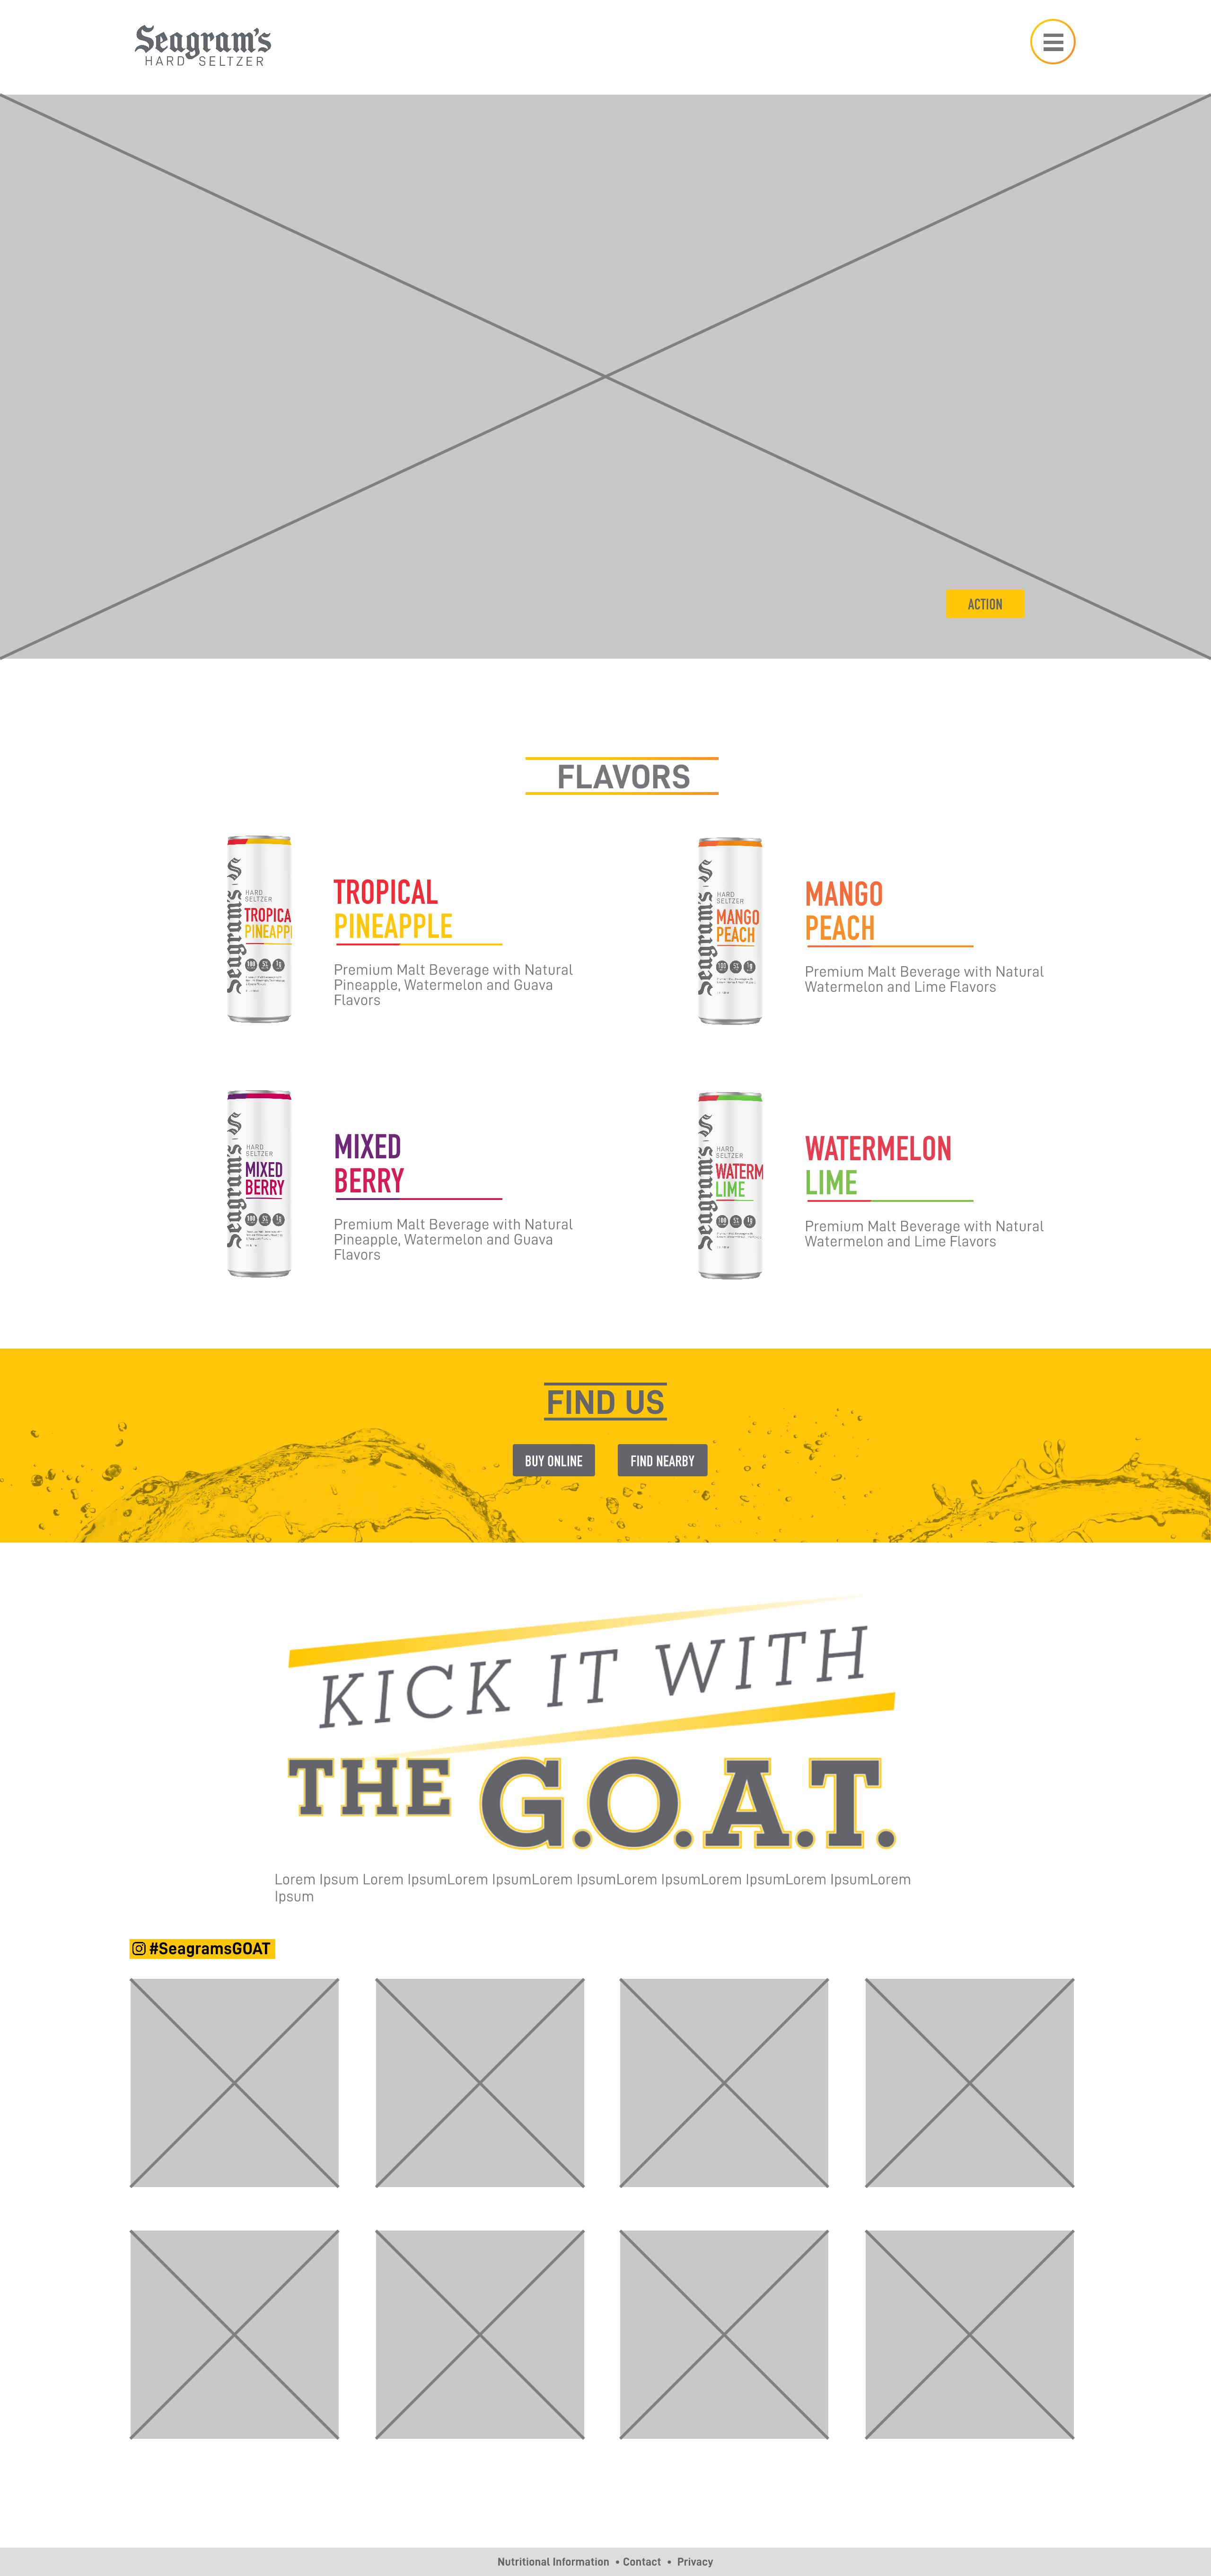 Seagram's
HARD SELTZER
ACTION
FLAVORS
Seagram's
S
HARD
SELTZER
TROPICA
PINEAPP
TROPICAL
PINEAPPLE
Premium Malt Beverage with Natural
Pineapple, Watermelon and Guava
Flavors
Seagram's
S
HARD
SELTZER
MANGO
PEACH
MANGO
PEACH
Premium Malt Beverage with Natural
Watermelon and Lime Flavors
Seagram's
S
HARD
SELTZER
MIXED
BERRY
MIXED
BERRY
Premium Malt Beverage with Natural
Pineapple, Watermelon and Guava
Flavors
Seagram's
S
HARD
SELTZER
WATERM
LIME
WATERMELON
LIME
Premium Malt Beverage with Natural
Watermelon and Lime Flavors
FIND US
BUY ONLINE
FIND NEARBY
KICK IT WITH
THE G.O.A.T.
Lorem Ipsum Lorem IpsumLorem IpsumLorem IpsumLorem IpsumLorem IpsumLorem IpsumLorem
Ipsum
#SeagramsGOAT
Nutritional Information • Contact • Privacy